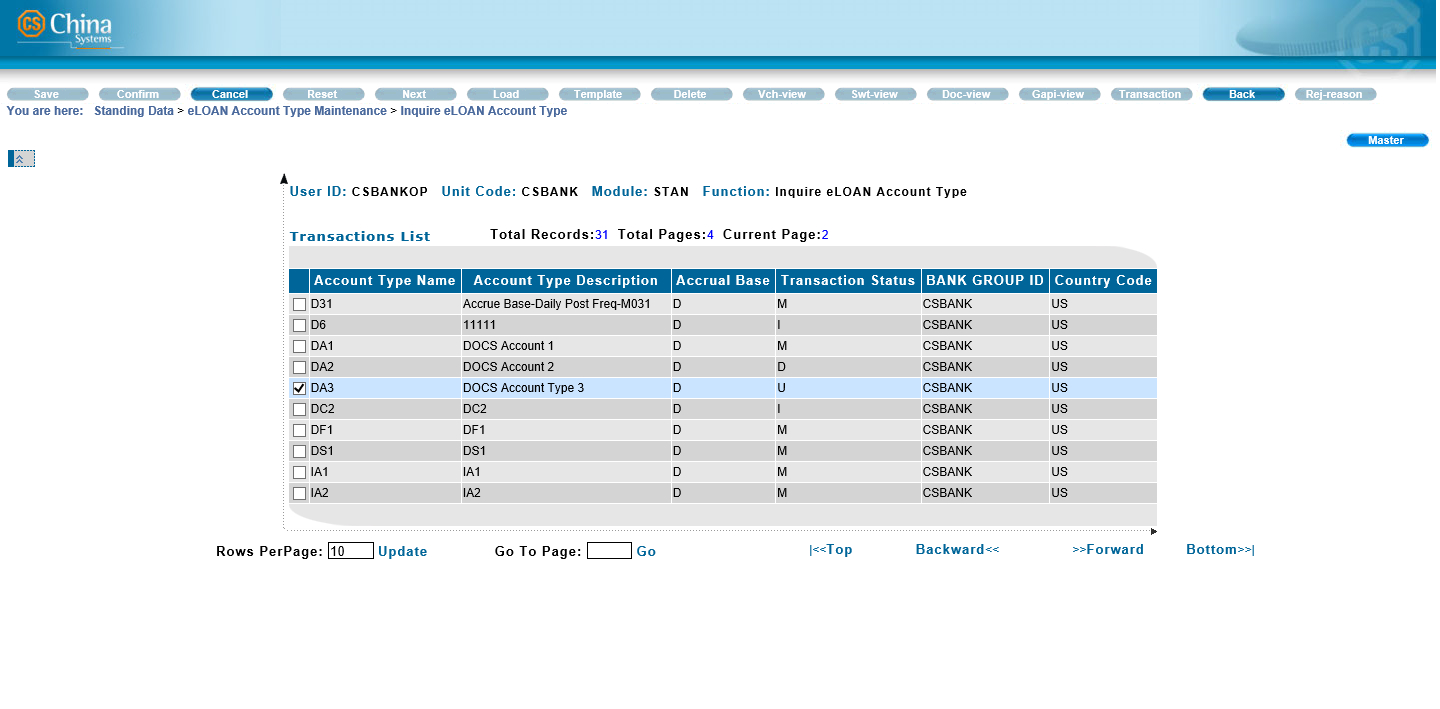 CS China
Systems
CS
Save Confirm Cancel Reset Next Load Template Delete Vch-view Swt-view Doc-view Gapi-view Transaction Back Rej-reason
You are here: Standing Data > eLOAN Account Type Maintenance > Inquire eLOAN Account Type
Master
User ID: CSBANKOP Unit Code: CSBANK Module: STAN Function: Inquire eLOAN Account Type
Transactions List Total Records:31 Total Pages:4 Current Page:2
Account Type Name Account Type Description Accrual Base Transaction Status BANK GROUP ID Country Code
D31 Accrue Base-Daily Post Freq-M031 D M CSBANK US
D6 11111 D I CSBANK US
DA1 DOCS Account 1 D M CSBANK US
DA2 DOCS Account 2 D D CSBANK US
DA3 DOCS Account Type 3 D U CSBANK US
DC2 DC2 D I CSBANK US
DF1 DF1 D M CSBANK US
DS1 DS1 D M CSBANK US
IA1 IA1 D M CSBANK US
IA2 IA2 D M CSBANK US
Rows PerPage: 10 Update Go To Page: Go |<<Top Backward<< >>Forward Bottom>>|